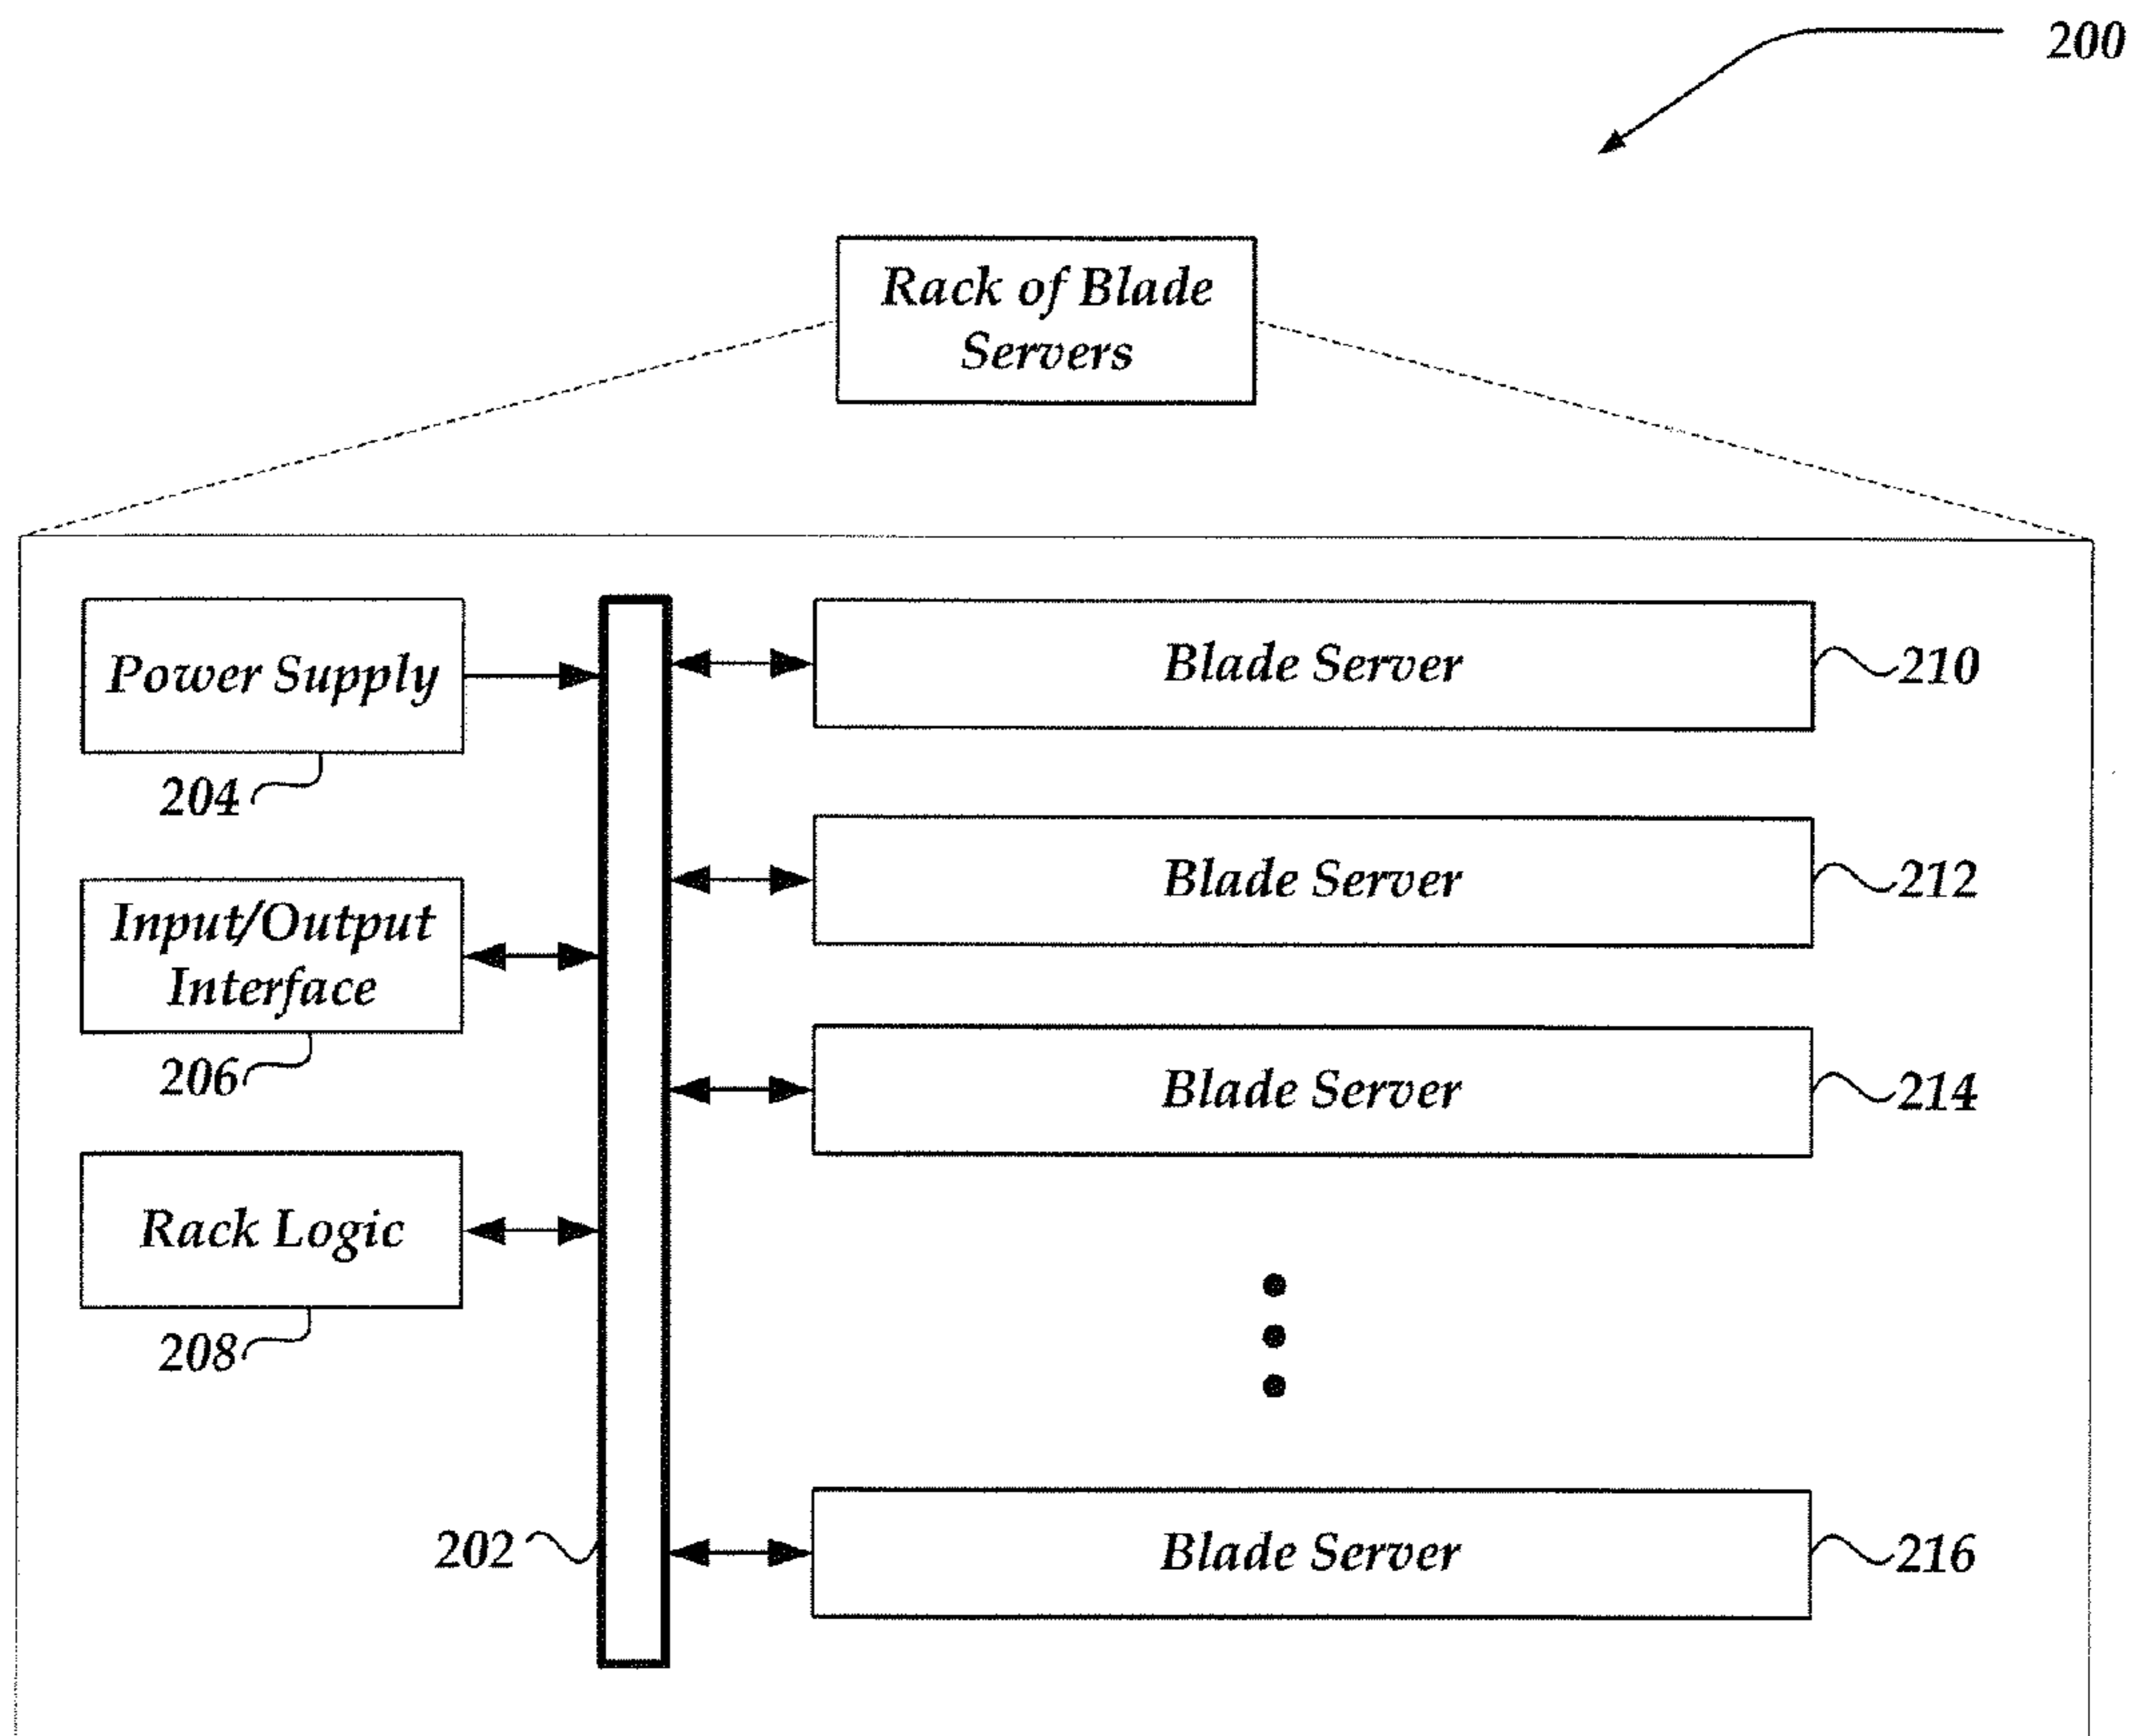 200
Rack of Blade
Servers
Power Supply
204
Input/Output
Interface
206
Rack Logic
208
202
Blade Server
210
Blade Server
212
Blade Server
214
Blade Server
216